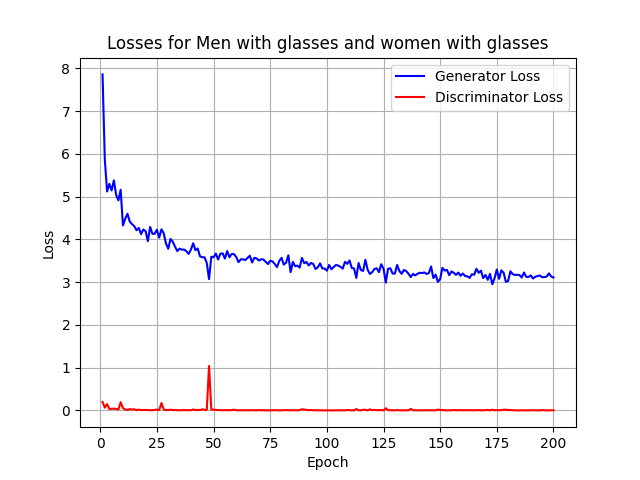 Losses for Men with glasses and women with glasses
Generator Loss
Discriminator Loss
8
7
6
5
4
3
2
1
0
Loss
0 25 50 75 100 125 150 175 200
Epoch